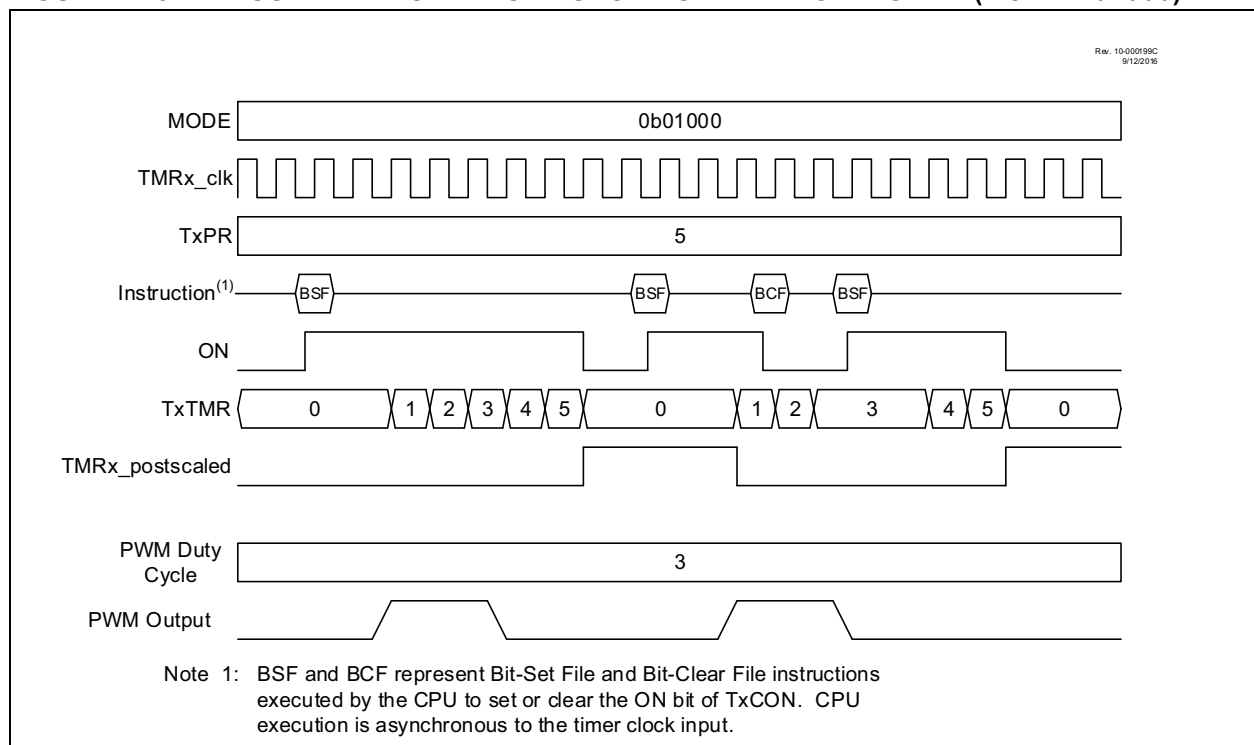 Rev. 10-000199C
9/12/2016
MODE 0b01000
TMRx_clk
TxPR 5
Instruction(1) BSF BSF BCF BSF
ON
TxTMR 0 1 2 3 4 5 0 1 2 3 4 5 0
TMRx_postscaled
PWM Duty
Cycle 3
PWM Output
Note 1: BSF and BCF represent Bit-Set File and Bit-Clear File instructions
executed by the CPU to set or clear the ON bit of TxCON. CPU
execution is asynchronous to the timer clock input.